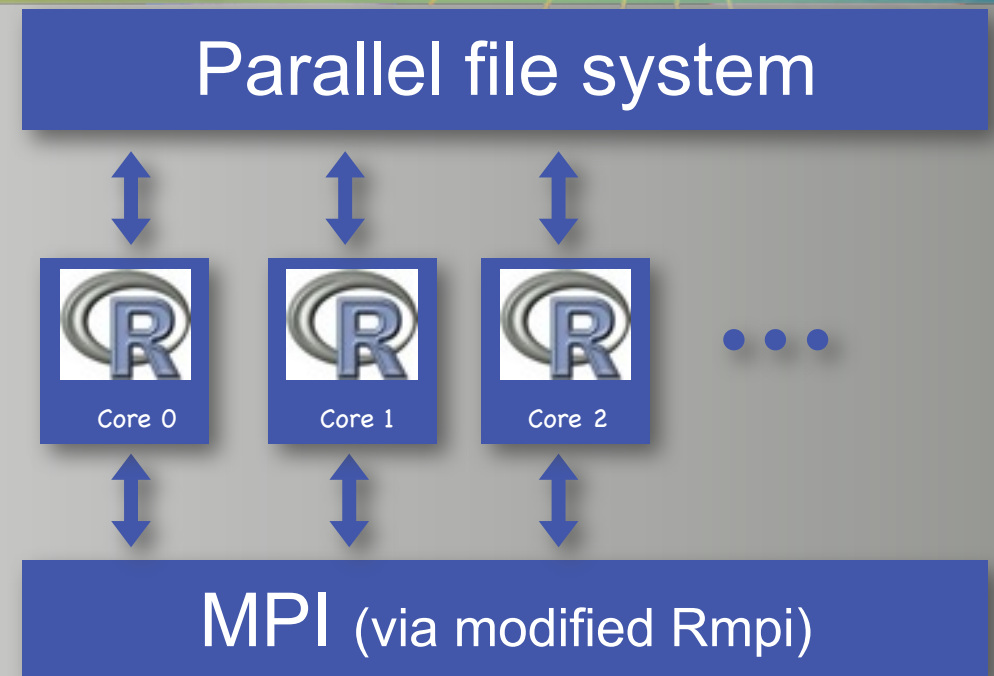 Parallel file system
R R R
Core 0 Core 1 Core 2
MPI (via modified Rmpi)